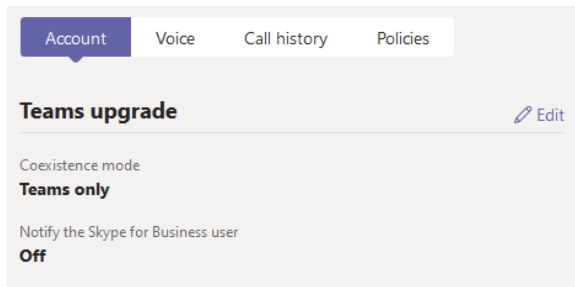 Account Voice Call history Policies
Teams upgrade Edit
Coexistence mode
Teams only
Notify the Skype for Business user
Off